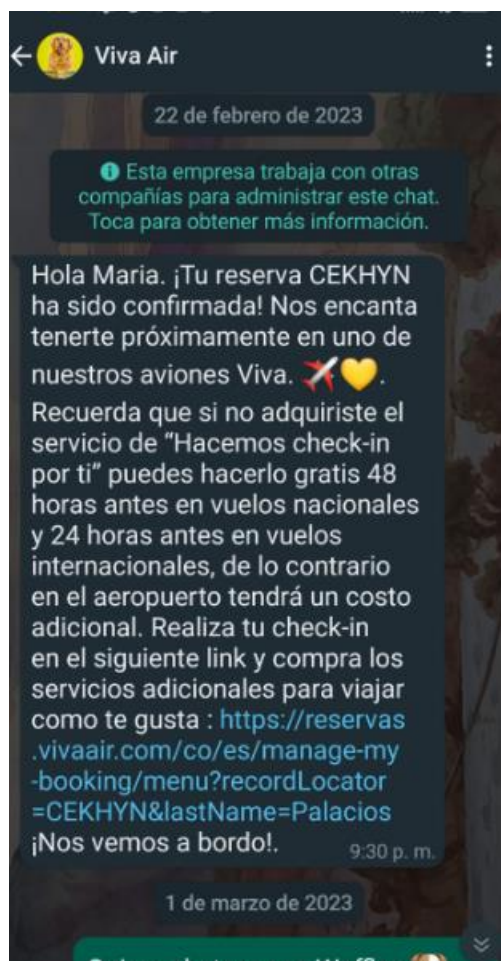 Viva Air
22 de febrero de 2023
Esta empresa trabaja con otras
compañías para administrar este chat.
Toca para obtener más información.
Hola Maria. ¡Tu reserva CEKHYN
ha sido confirmada! Nos encanta
tenerte próximamente en uno de
nuestros aviones Viva. ✈️💛.
Recuerda que si no adquiriste el
servicio de “Hacemos check-in
por ti” puedes hacerlo gratis 48
horas antes en vuelos nacionales
y 24 horas antes en vuelos
internacionales, de lo contrario
en el aeropuerto tendrá un costo
adicional. Realiza tu check-in
en el siguiente link y compra los
servicios adicionales para viajar
como te gusta : https://reservas
.vivaair.com/co/es/manage-my
-booking/menu?recordLocator
=CEKHYN&lastName=Palacios
¡Nos vemos a bordo!.
9:30 p. m.
1 de marzo de 2023